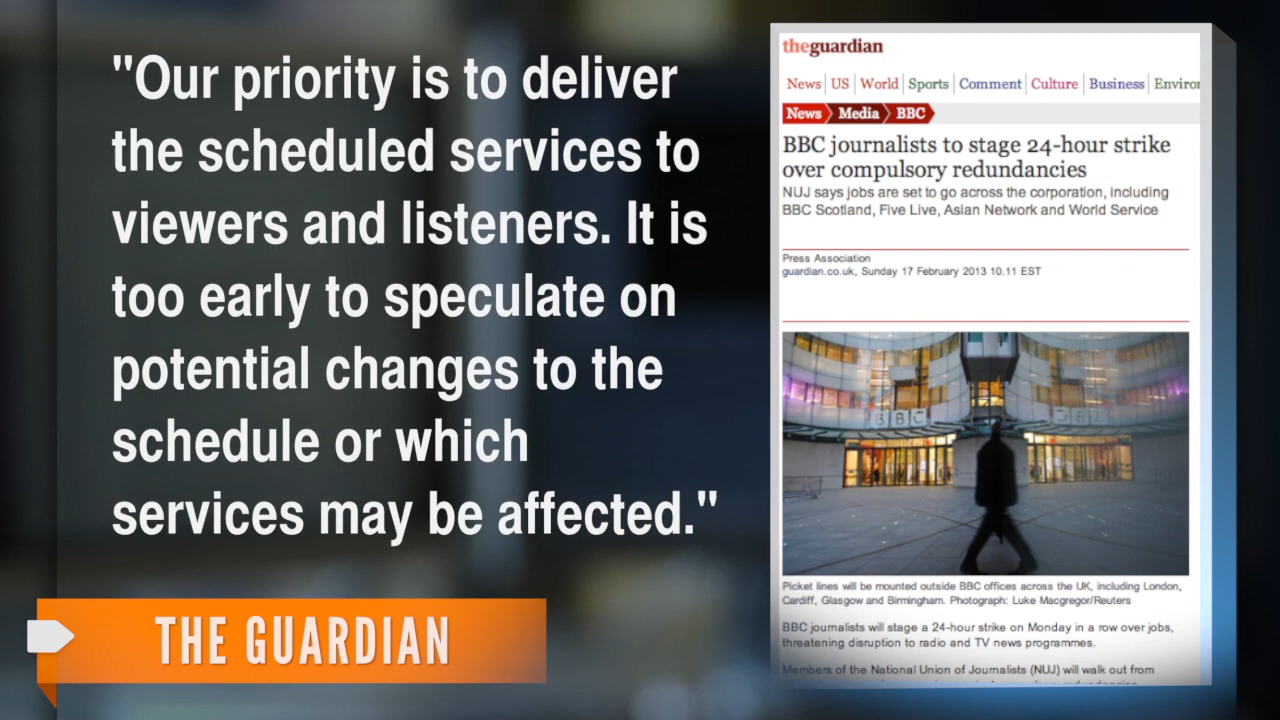 "Our priority is to deliver
the scheduled services to
viewers and listeners. It is
too early to speculate on
potential changes to the
schedule or which
services may be affected."
THE GUARDIAN
theguardian
News US World Sports Comment Culture Business Enviro
News Media BBC
BBC journalists to stage 24-hour strike
over compulsory redundancies
NUJ says jobs are set to go across the corporation, including
BBC Scotland, Five Live, Asian Network and World Service
Press Association
guardian.co.uk, Sunday 17 February 2013 10.11 EST
BBC
Picket lines will be mounted outside BBC offices across the UK, including London,
Cardiff, Glasgow and Birmingham. Photograph: Luke Macgregor/Reuters
BBC journalists will stage a 24-hour strike on Monday in a row over jobs,
threatening disruption to radio and TV news programmes.
Members of the National Union of Journalists (NUJ) will walk out from